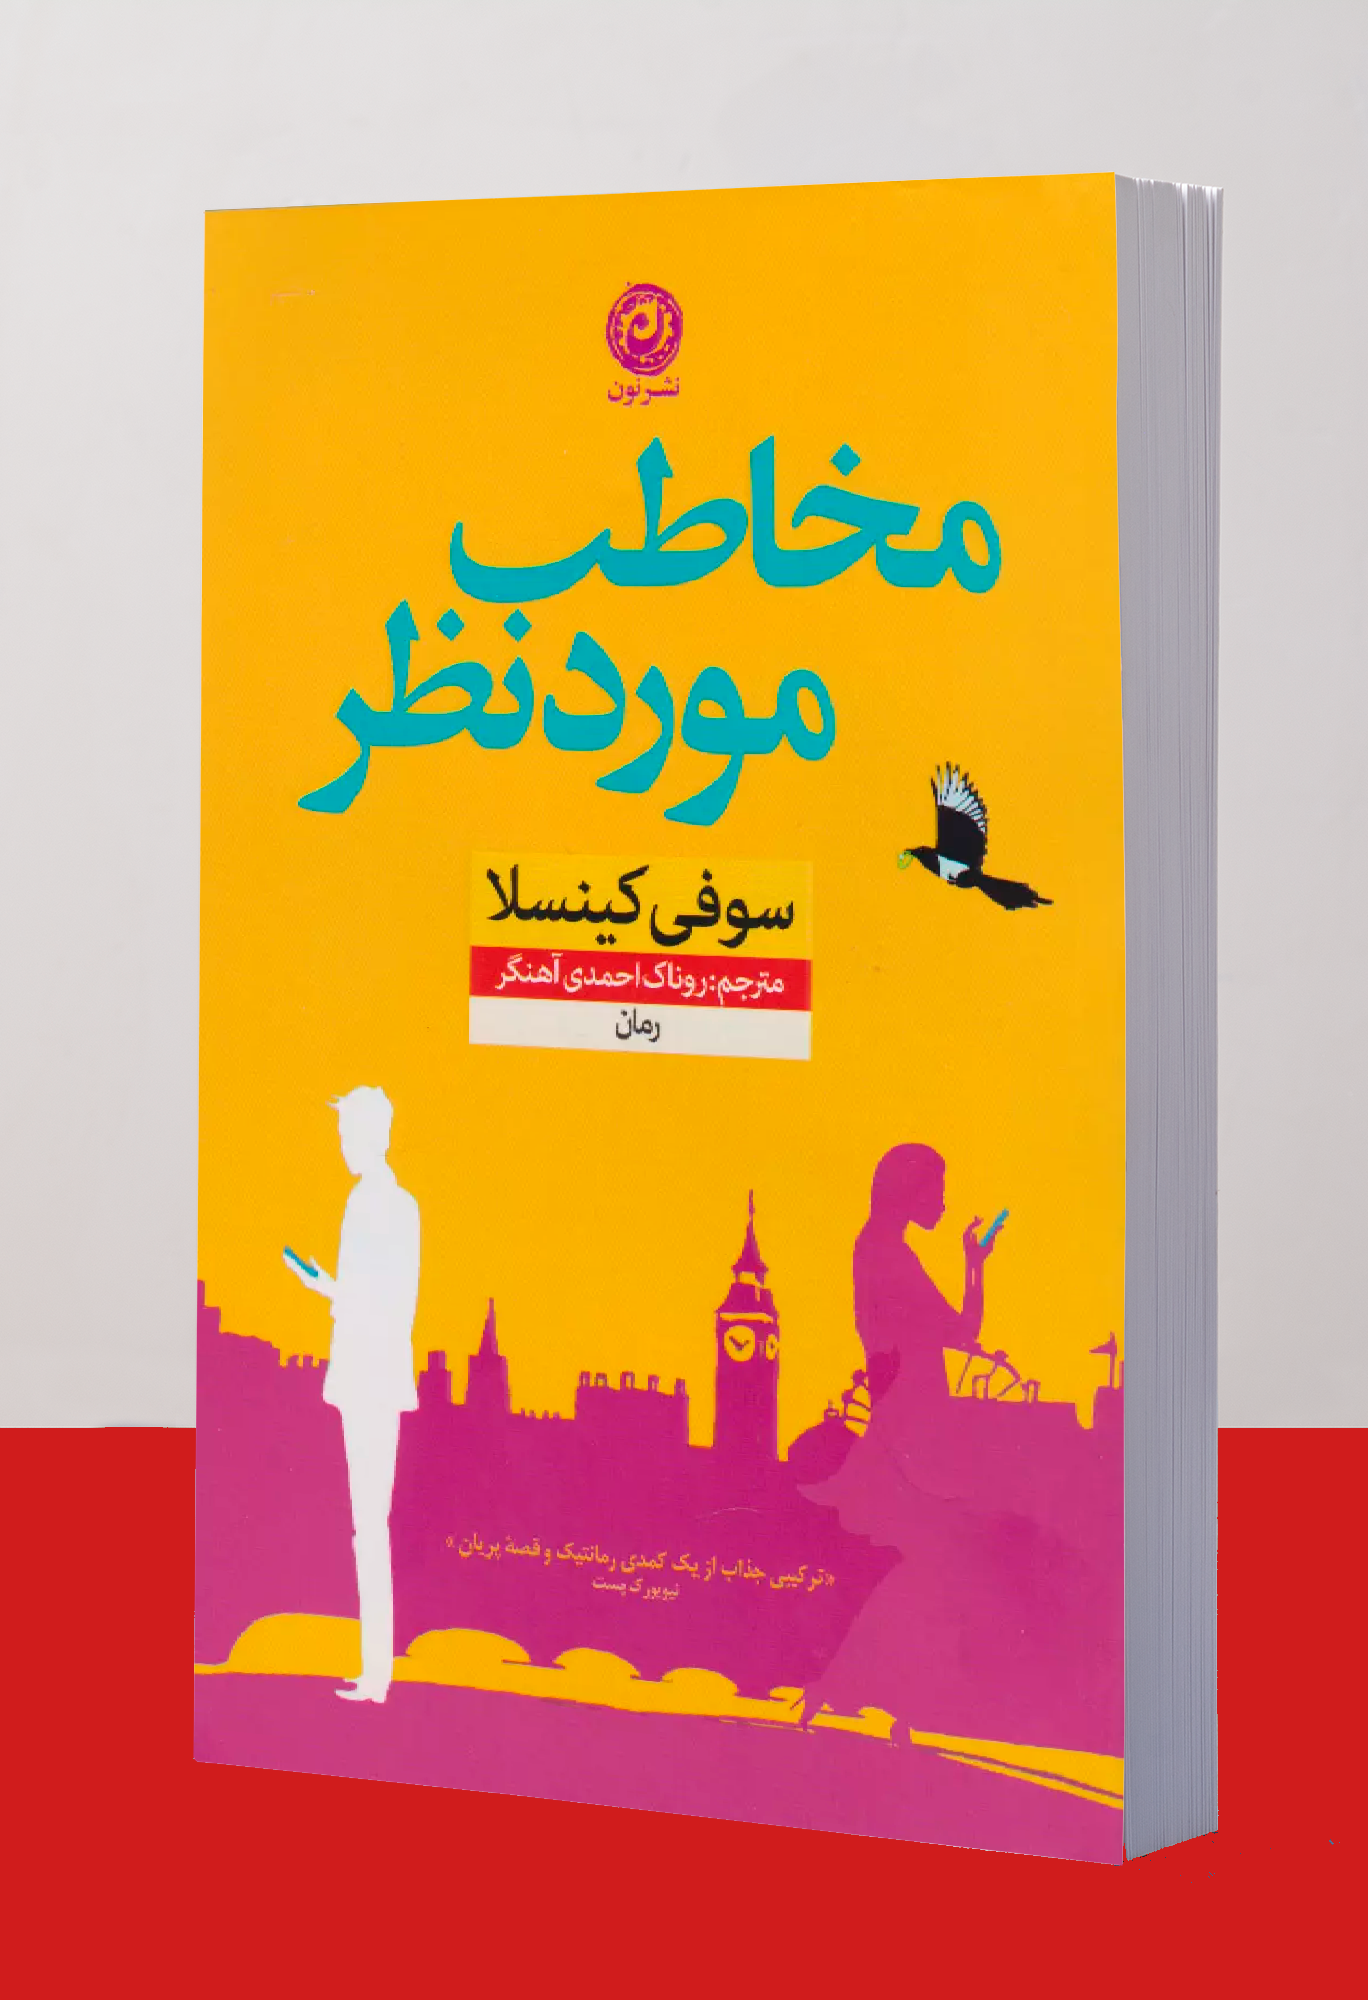 نشر نون
مخاطب
مورد نظر
سوفی کینسلا
مترجم: روناک احمدی آهنگر
رمان
«ترکیبی جذاب از یک کمدی رمانتیک و قصهٔ پریان»
نیویورک پست